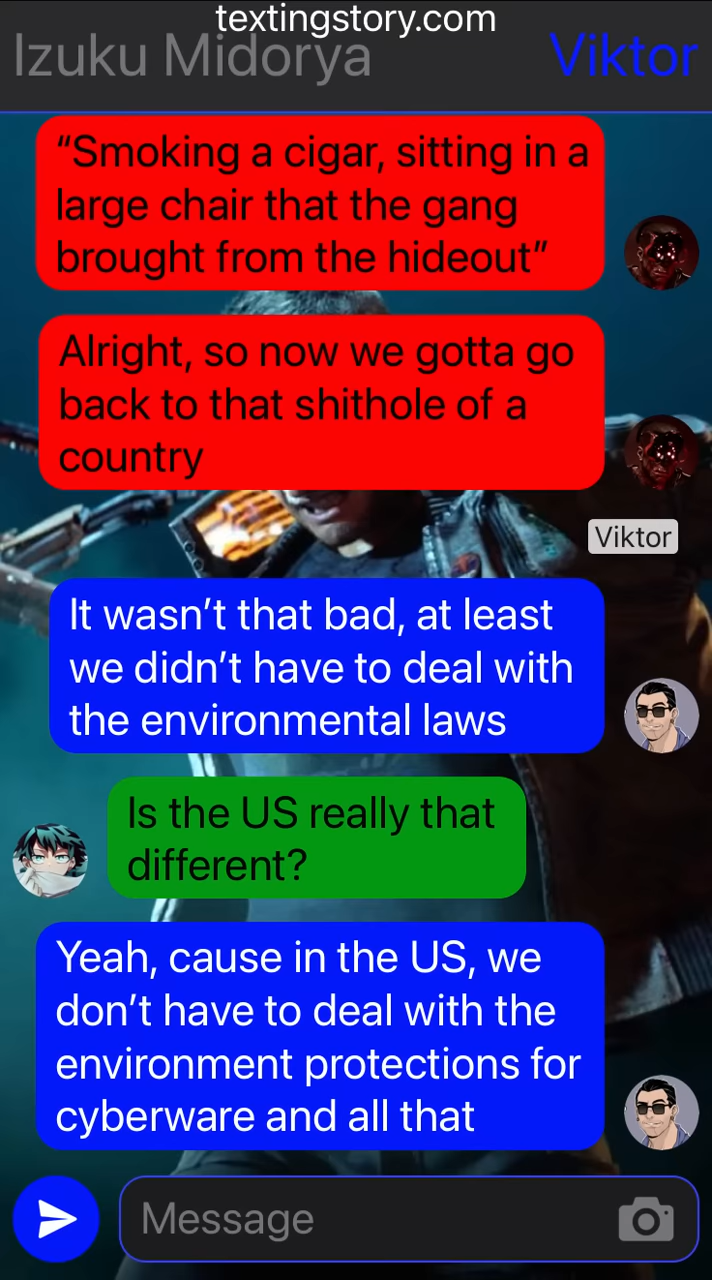 textingstory.com
Izuku Midorya
Viktor
“Smoking a cigar, sitting in a
large chair that the gang
brought from the hideout”
Alright, so now we gotta go
back to that shithole of a
country
Viktor
It wasn’t that bad, at least
we didn’t have to deal with
the environmental laws
Is the US really that
different?
Yeah, cause in the US, we
don’t have to deal with the
environment protections for
cyberware and all that
Message